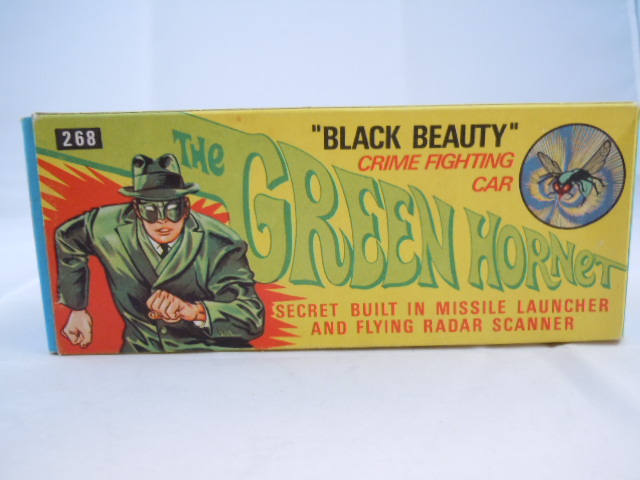 268
"BLACK BEAUTY"
CRIME FIGHTING
CAR
THE
GREEN HORNET
SECRET BUILT IN MISSILE LAUNCHER
AND FLYING RADAR SCANNER